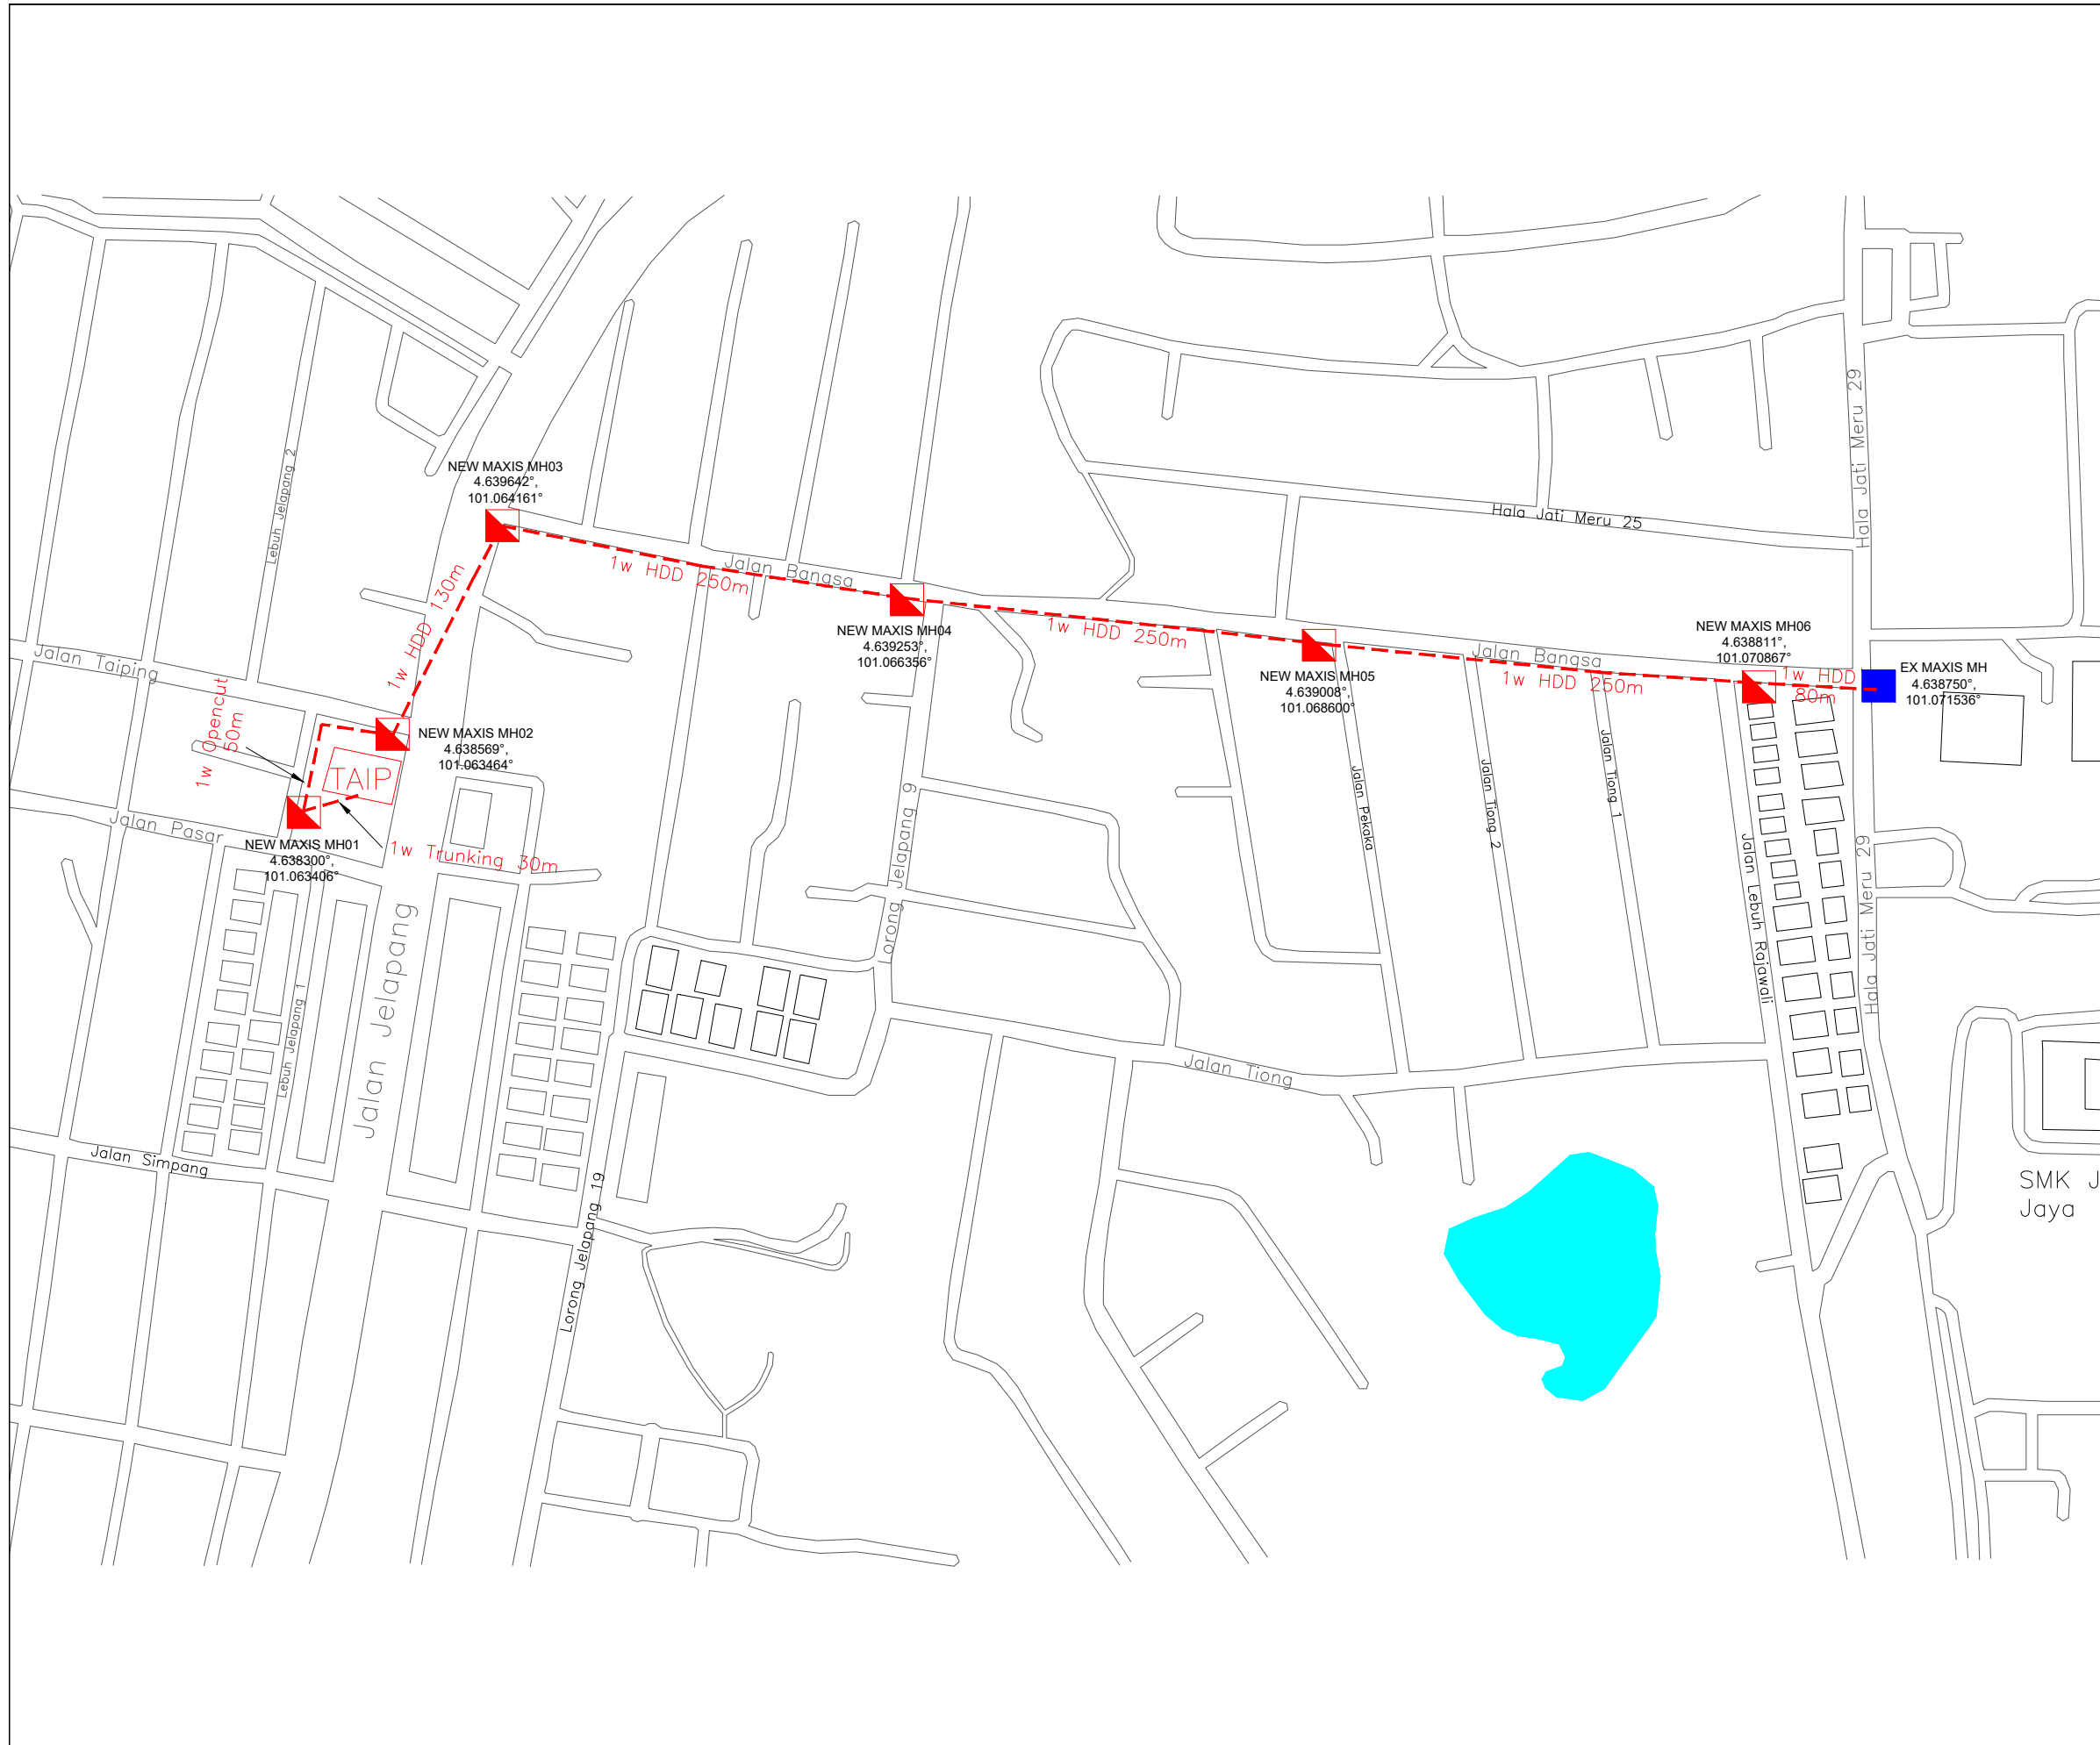 NEW MAXIS MH03
4.639642°,
101.064161°
Hala Jati Meru 29
Lebuh Jelapang 2
Hala Jati Meru 25
1w HDD 130m
1w HDD 250m
Jalan Bangsa
NEW MAXIS MH04
4.639253°,
101.066356°
1w HDD 250m
NEW MAXIS MH05
4.639008°,
101.068600°
Jalan Bangsa
1w HDD 250m
NEW MAXIS MH06
4.638811°,
101.070867°
1w HDD
80m
EX MAXIS MH
4.638750°,
101.071536°
Jalan Taiping
1w Opencut
50m
NEW MAXIS MH02
4.638569°,
101.063464°
TAIP
Jalan Pasar
NEW MAXIS MH01
4.638300°,
101.063406°
1w Trunking 30m
Jalan Pekaka
Jalan Tiong 2
Jalan Tiong 1
Jalan Lebuh Rajawali
Hala Jati Meru 29
Lorong Jelapang 9
Jalan Jelapang
Lebuh Jelapang 1
Jalan Tiong
Jalan Simpang
Lorong Jelapang 19
SMK J
Jaya